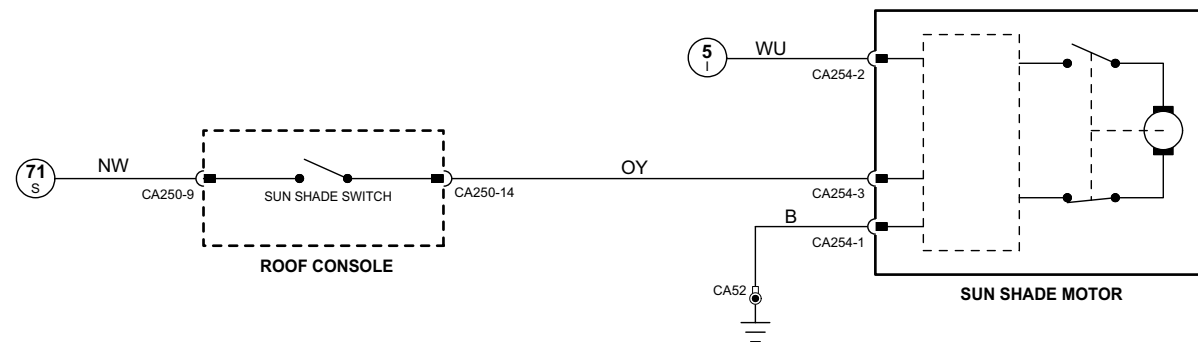 5
I
WU
CA254-2
71
S
NW
CA250-9
SUN SHADE SWITCH
CA250-14
OY
CA254-3
B
CA254-1
ROOF CONSOLE
CA52
SUN SHADE MOTOR